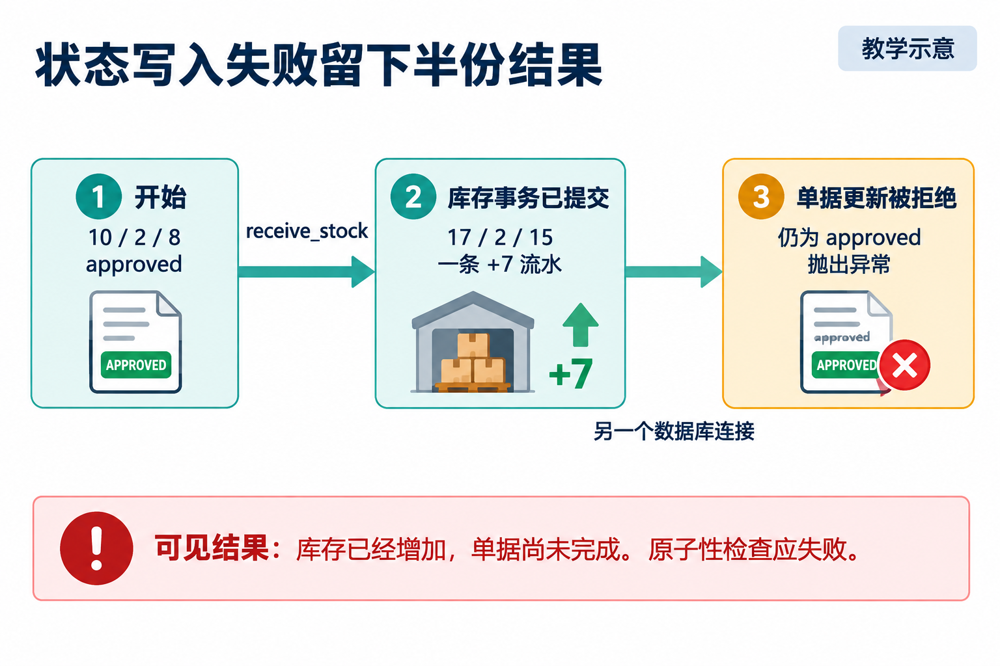 状态写入失败留下半份结果
教学示意
1 开始
10 / 2 / 8
approved
APPROVED
receive_stock
2 库存事务已提交
17 / 2 / 15
一条 +7 流水
+7
3 单据更新被拒绝
仍为 approved
抛出异常
approved
APPROVED
另一个数据库连接
可见结果：库存已经增加，单据尚未完成。原子性检查应失败。